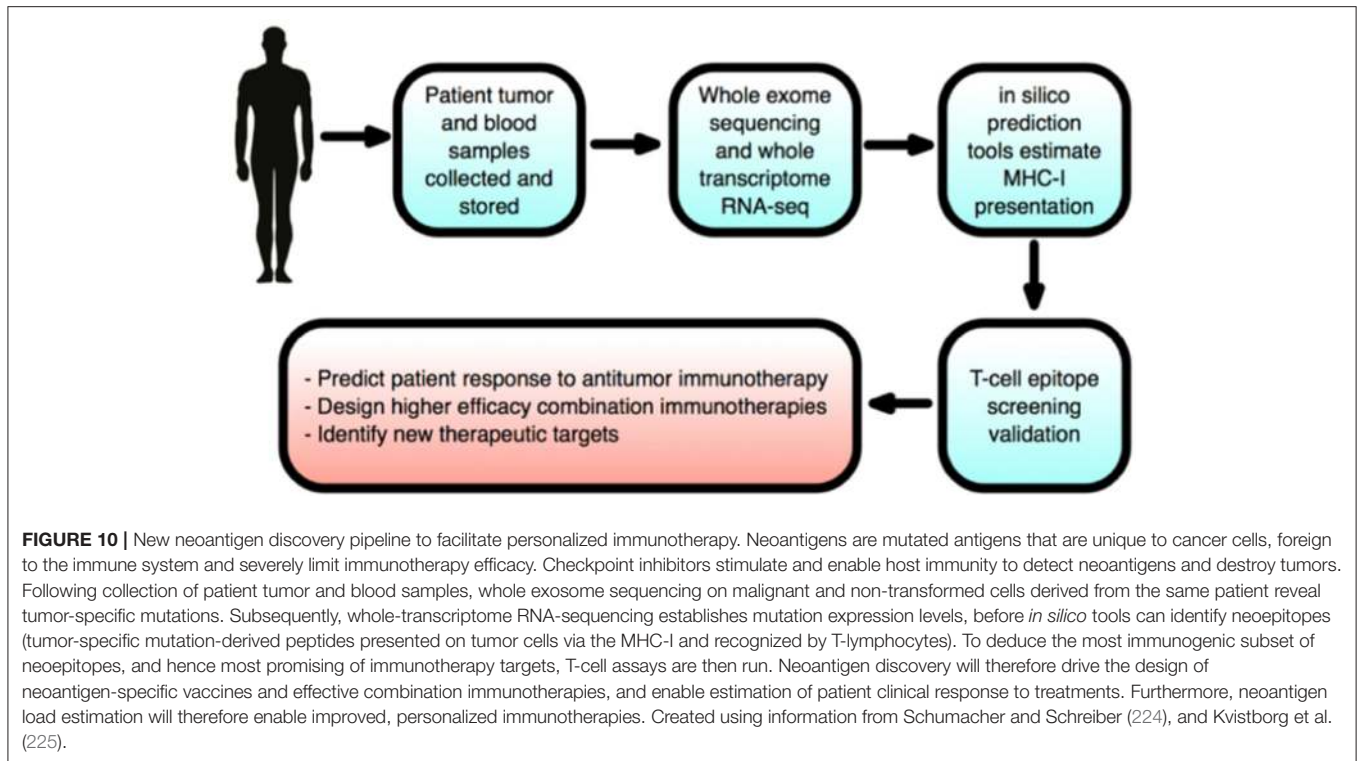 Patient tumor
and blood
samples
collected and
stored
Whole exome
sequencing
and whole
transcriptome
RNA-seq
in silico
prediction
tools estimate
MHC-I
presentation
T-cell epitope
screening
validation
- Predict patient response to antitumor immunotherapy
- Design higher efficacy combination immunotherapies
- Identify new therapeutic targets
FIGURE 10 | New neoantigen discovery pipeline to facilitate personalized immunotherapy. Neoantigens are mutated antigens that are unique to cancer cells, foreign
to the immune system and severely limit immunotherapy efficacy. Checkpoint inhibitors stimulate and enable host immunity to detect neoantigens and destroy tumors.
Following collection of patient tumor and blood samples, whole exosome sequencing on malignant and non-transformed cells derived from the same patient reveal
tumor-specific mutations. Subsequently, whole-transcriptome RNA-sequencing establishes mutation expression levels, before in silico tools can identify neoepitopes
(tumor-specific mutation-derived peptides presented on tumor cells via the MHC-I and recognized by T-lymphocytes). To deduce the most immunogenic subset of
neoepitopes, and hence most promising of immunotherapy targets, T-cell assays are then run. Neoantigen discovery will therefore drive the design of
neoantigen-specific vaccines and effective combination immunotherapies, and enable estimation of patient clinical response to treatments. Furthermore, neoantigen
load estimation will therefore enable improved, personalized immunotherapies. Created using information from Schumacher and Schreiber (224), and Kvistborg et al.
(225).